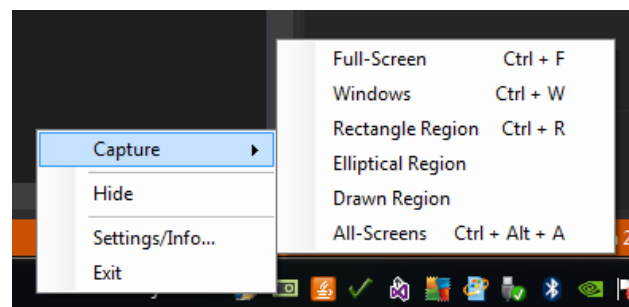 Full-Screen Ctrl + F
Windows Ctrl + W
Rectangle Region Ctrl + R
Elliptical Region
Drawn Region
All-Screens Ctrl + Alt + A
Capture
Hide
Settings/Info...
Exit